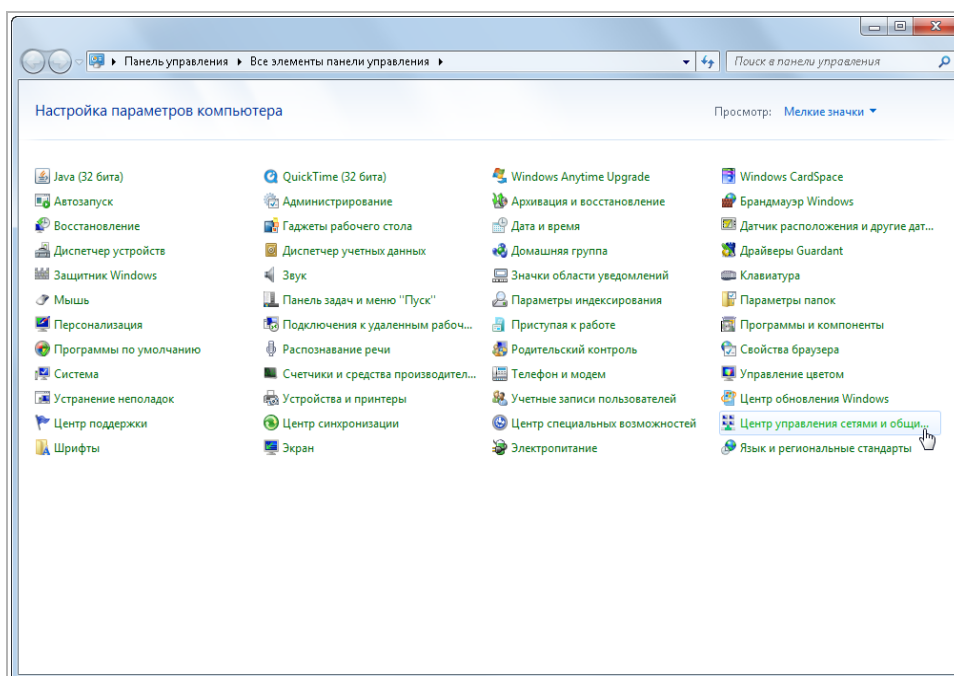 Панель управления ▸ Все элементы панели управления ▸
Поиск в панели управления
Настройка параметров компьютера
Просмотр: Мелкие значки
Java (32 бита)
QuickTime (32 бита)
Windows Anytime Upgrade
Windows CardSpace
Автозапуск
Администрирование
Архивация и восстановление
Брандмауэр Windows
Восстановление
Гаджеты рабочего стола
Дата и время
Датчик расположения и другие дат...
Диспетчер устройств
Диспетчер учетных данных
Домашняя группа
Драйверы Guardant
Защитник Windows
Звук
Значки области уведомлений
Клавиатура
Мышь
Панель задач и меню "Пуск"
Параметры индексирования
Параметры папок
Персонализация
Подключения к удаленным рабоч...
Приступая к работе
Программы и компоненты
Программы по умолчанию
Распознавание речи
Родительский контроль
Свойства браузера
Система
Счетчики и средства производител...
Телефон и модем
Управление цветом
Устранение неполадок
Устройства и принтеры
Учетные записи пользователей
Центр обновления Windows
Центр поддержки
Центр синхронизации
Центр специальных возможностей
Центр управления сетями и общи...
Шрифты
Экран
Электропитание
Язык и региональные стандарты